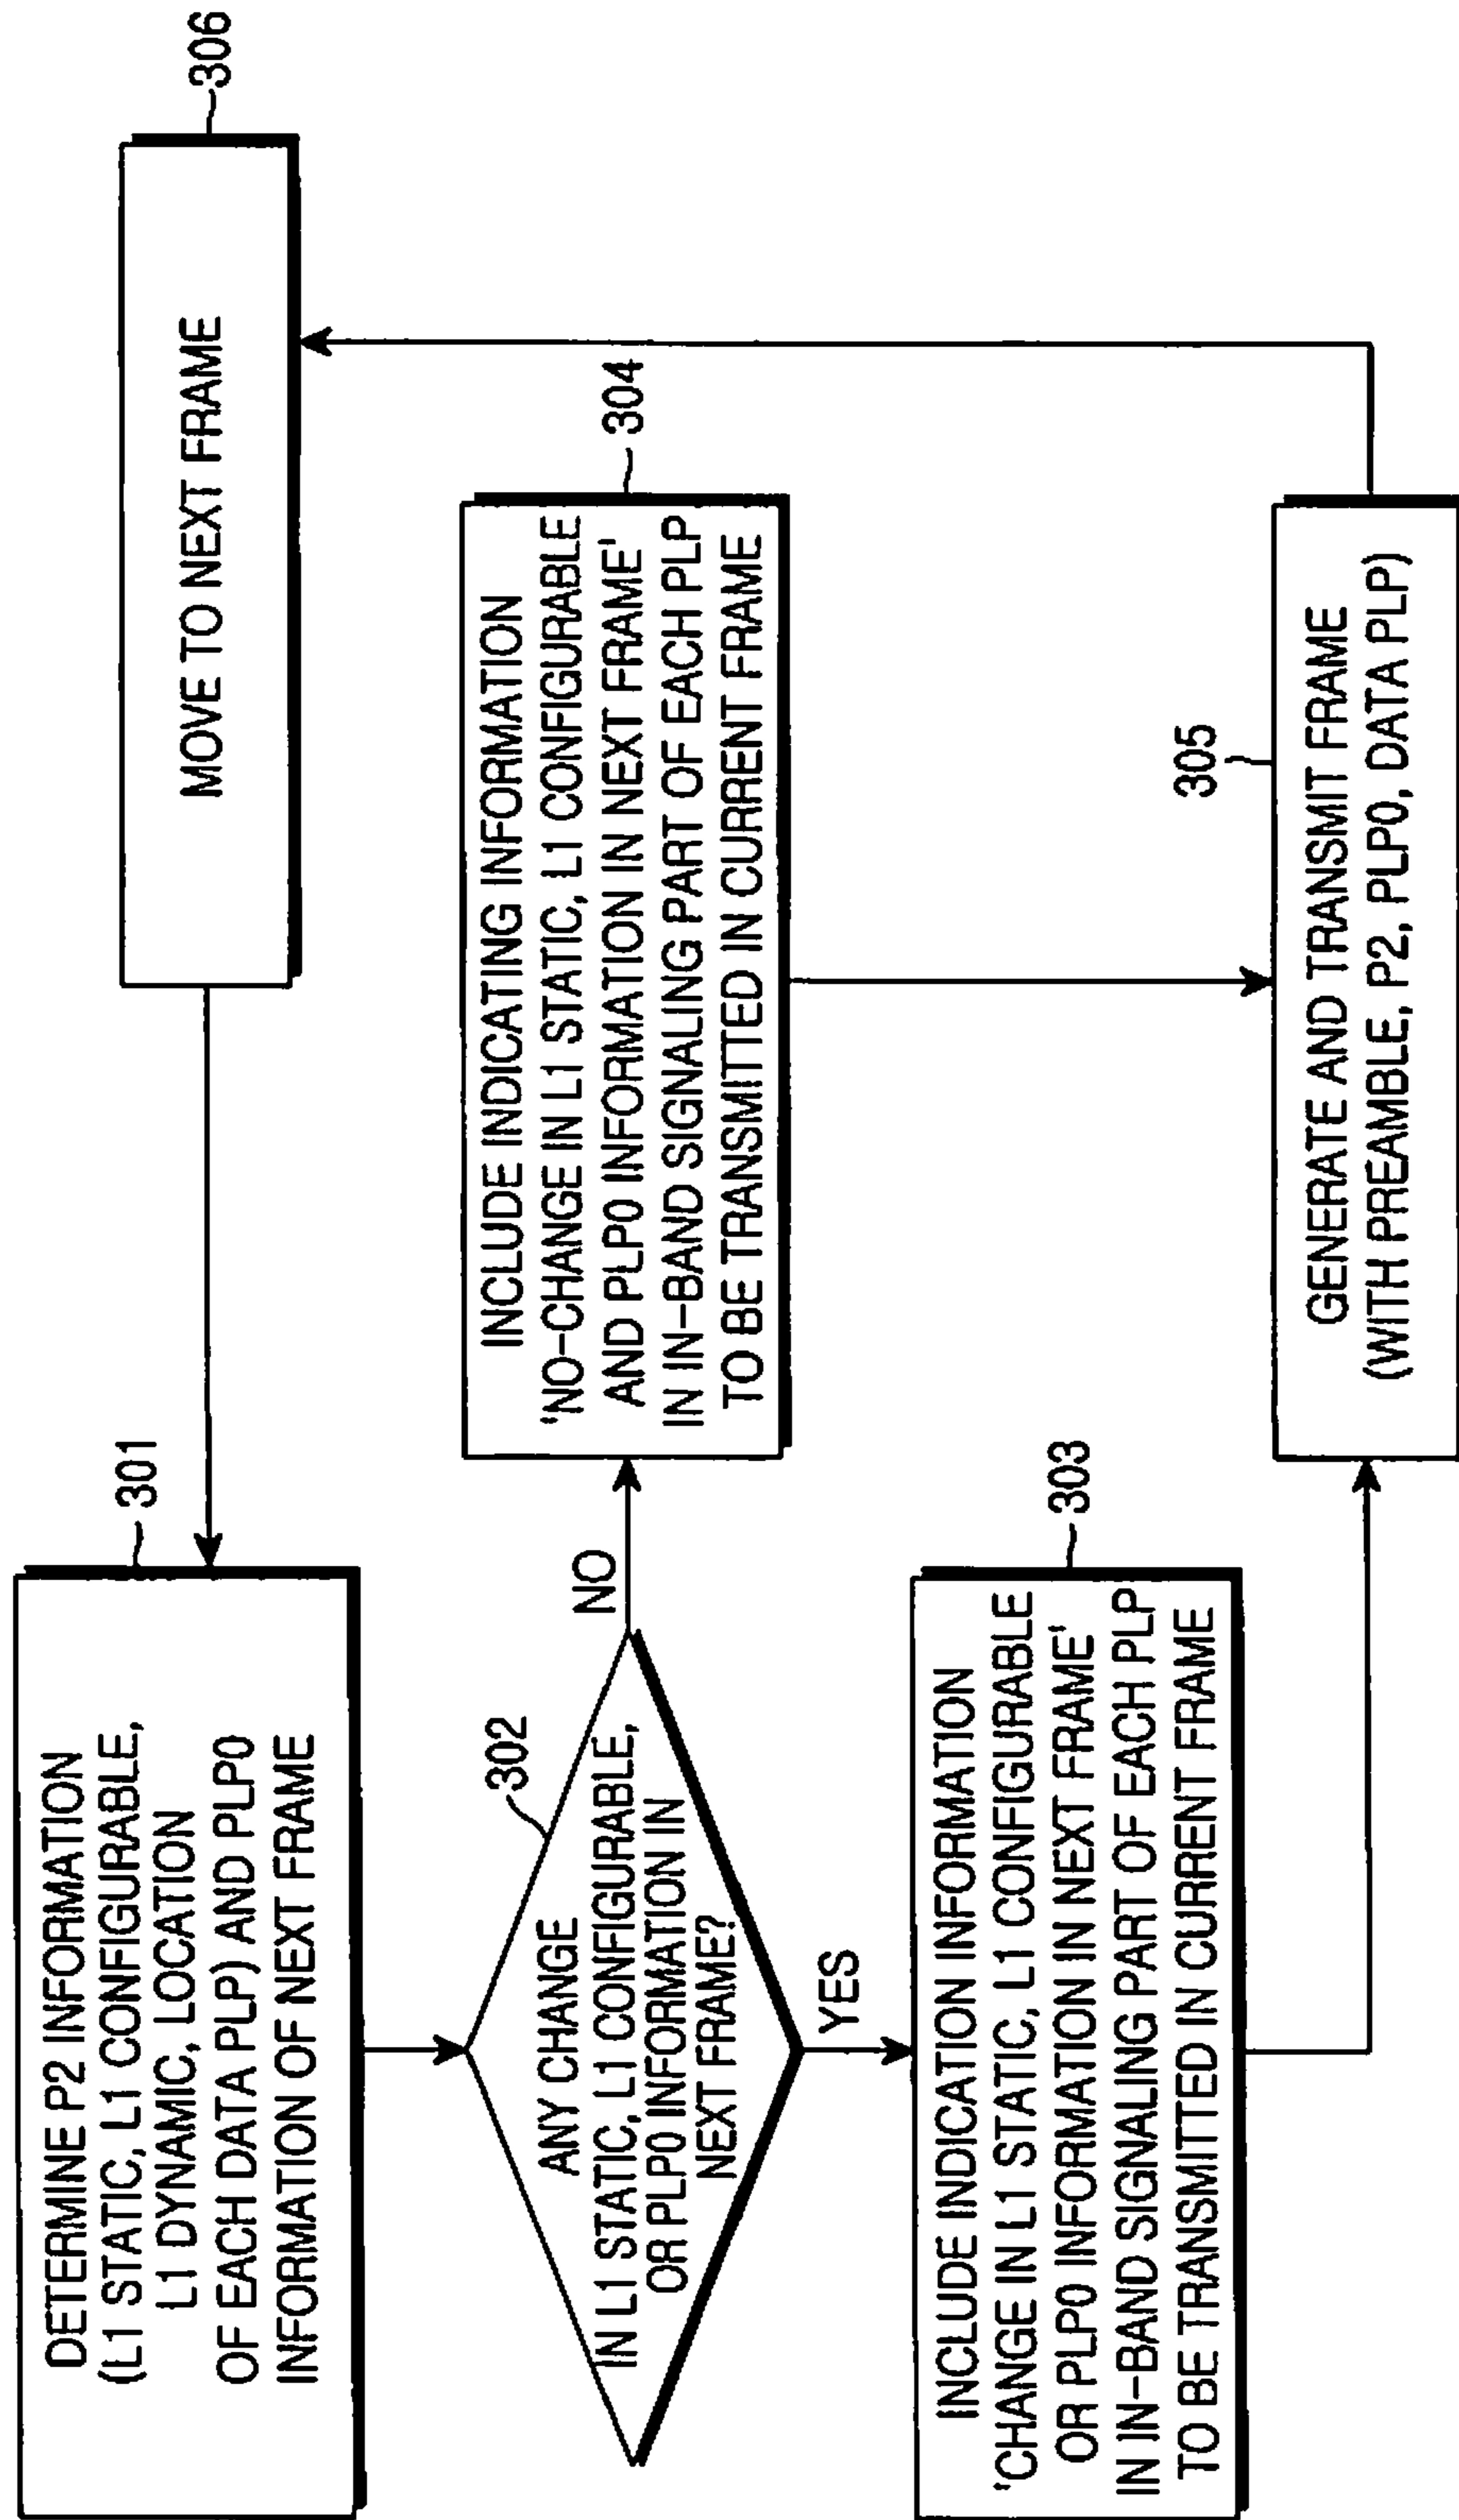 301
DETERMINE P2 INFORMATION
(L1 STATIC, L1 CONFIGURABLE,
L1 DYNAMIC, LOCATION
OF EACH DATA PLP) AND PLP0
INFORMATION OF NEXT FRAME
302
ANY CHANGE
IN L1 STATIC, L1 CONFIGURABLE,
OR PLP0 INFORMATION IN
NEXT FRAME?
NO
YES
303
INCLUDE INDICATION INFORMATION
'CHANGE IN L1 STATIC, L1 CONFIGURABLE
OR PLP0 INFORMATION IN NEXT FRAME'
IN IN-BAND SIGNALING PART OF EACH PLP
TO BE TRANSMITTED IN CURRENT FRAME
304
INCLUDE INDICATING INFORMATION
'NO-CHANGE IN L1 STATIC, L1 CONFIGURABLE
AND PLP0 INFORMATION IN NEXT FRAME'
IN IN-BAND SIGNALING PART OF EACH PLP
TO BE TRANSMITTED IN CURRENT FRAME
305
GENERATE AND TRANSMIT FRAME
(WITH PREAMBLE, P2, PLP0, DATA PLP)
306
MOVE TO NEXT FRAME